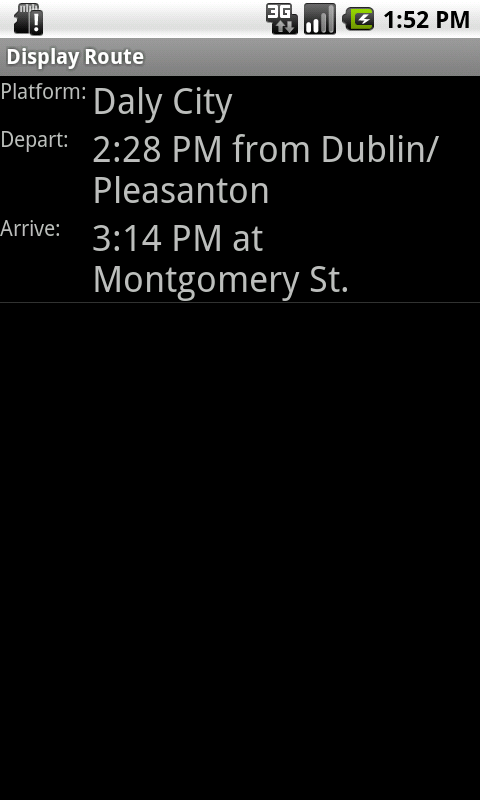 3G
1:52 PM
Display Route
Platform: Daly City
Depart: 2:28 PM from Dublin/
Pleasanton
Arrive: 3:14 PM at
Montgomery St.